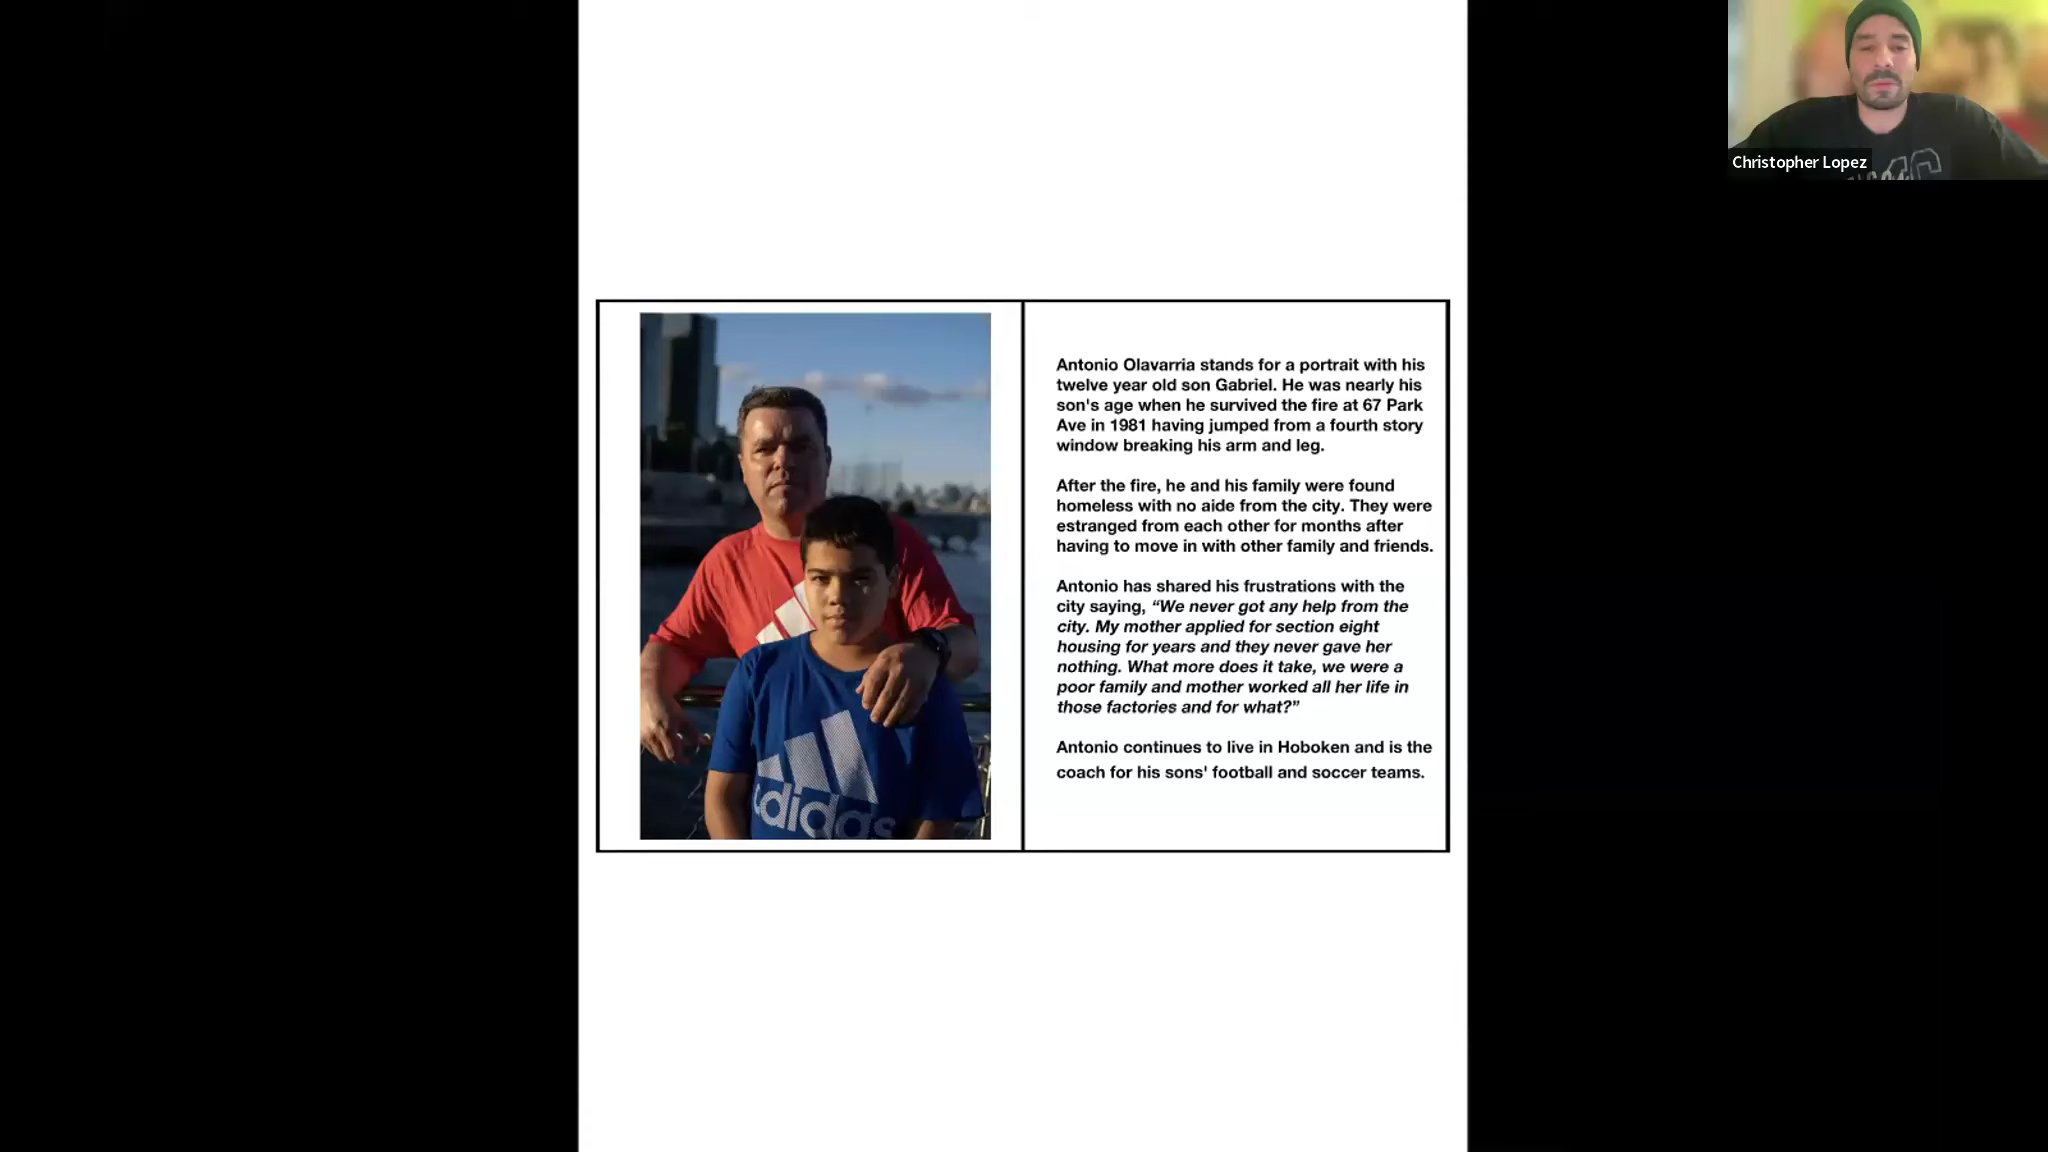 Christopher Lopez
Antonio Olavarria stands for a portrait with his
twelve year old son Gabriel. He was nearly his
son's age when he survived the fire at 67 Park
Ave in 1981 having jumped from a fourth story
window breaking his arm and leg.
After the fire, he and his family were found
homeless with no aide from the city. They were
estranged from each other for months after
having to move in with other family and friends.
Antonio has shared his frustrations with the
city saying, “We never got any help from the
city. My mother applied for section eight
housing for years and they never gave her
nothing. What more does it take, we were a
poor family and mother worked all her life in
those factories and for what?”
Antonio continues to live in Hoboken and is the
coach for his sons' football and soccer teams.
adidas